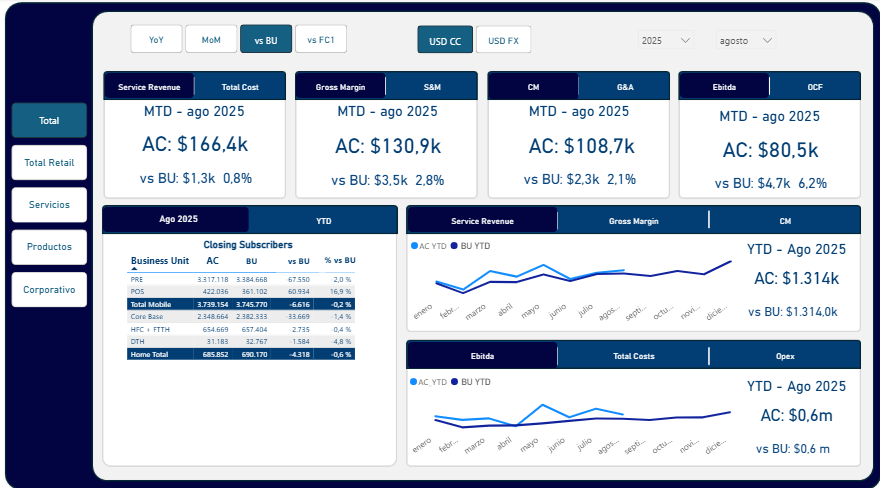 YoY
MoM
vs BU
vs FC1
USD CC
USD FX
2025
agosto
Total
Total Retail
Servicios
Productos
Corporativo
Service Revenue
Total Cost
MTD - ago 2025
AC: $166,4k
vs BU: $1,3k 0,8%
Gross Margin
S&M
MTD - ago 2025
AC: $130,9k
vs BU: $3,5k 2,8%
CM
G&A
MTD - ago 2025
AC: $108,7k
vs BU: $2,3k 2,1%
Ebitda
OCF
MTD - ago 2025
AC: $80,5k
vs BU: $4,7k 6,2%
Ago 2025
YTD
Closing Subscribers
Business Unit AC BU vs BU % vs BU
PRE 3.317.118 3.384.668 67.550 2,0 %
POS 422.036 361.102 60.934 16,9 %
Total Mobile 3.739.154 3.745.770 -6.616 -0,2 %
Core Base 2.348.664 2.382.333 -33.669 -1,4 %
HFC + FTTH 654.669 657.404 -2.735 -0,4 %
DTH 31.183 32.767 -1.584 -4,8 %
Home Total 685.852 690.170 -4.318 -0,6 %
Service Revenue
Gross Margin
CM
AC YTD BU YTD
enero febr... marzo abril mayo junio julio agos... septi... octu... novi... dicie...
YTD - Ago 2025
AC: $1.314k
vs BU: $1.314,0k
Ebitda
Total Costs
Opex
AC_YTD BU YTD
enero febr... marzo abril mayo junio julio agos... septi... octu... novi... dicie...
YTD - Ago 2025
AC: $0,6m
vs BU: $0,6 m